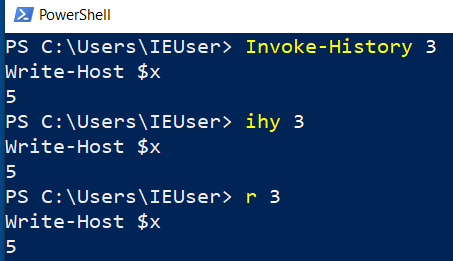 PowerShell
PS C:\Users\IEUser> Invoke-History 3
Write-Host $x
5
PS C:\Users\IEUser> ihy 3
Write-Host $x
5
PS C:\Users\IEUser> r 3
Write-Host $x
5